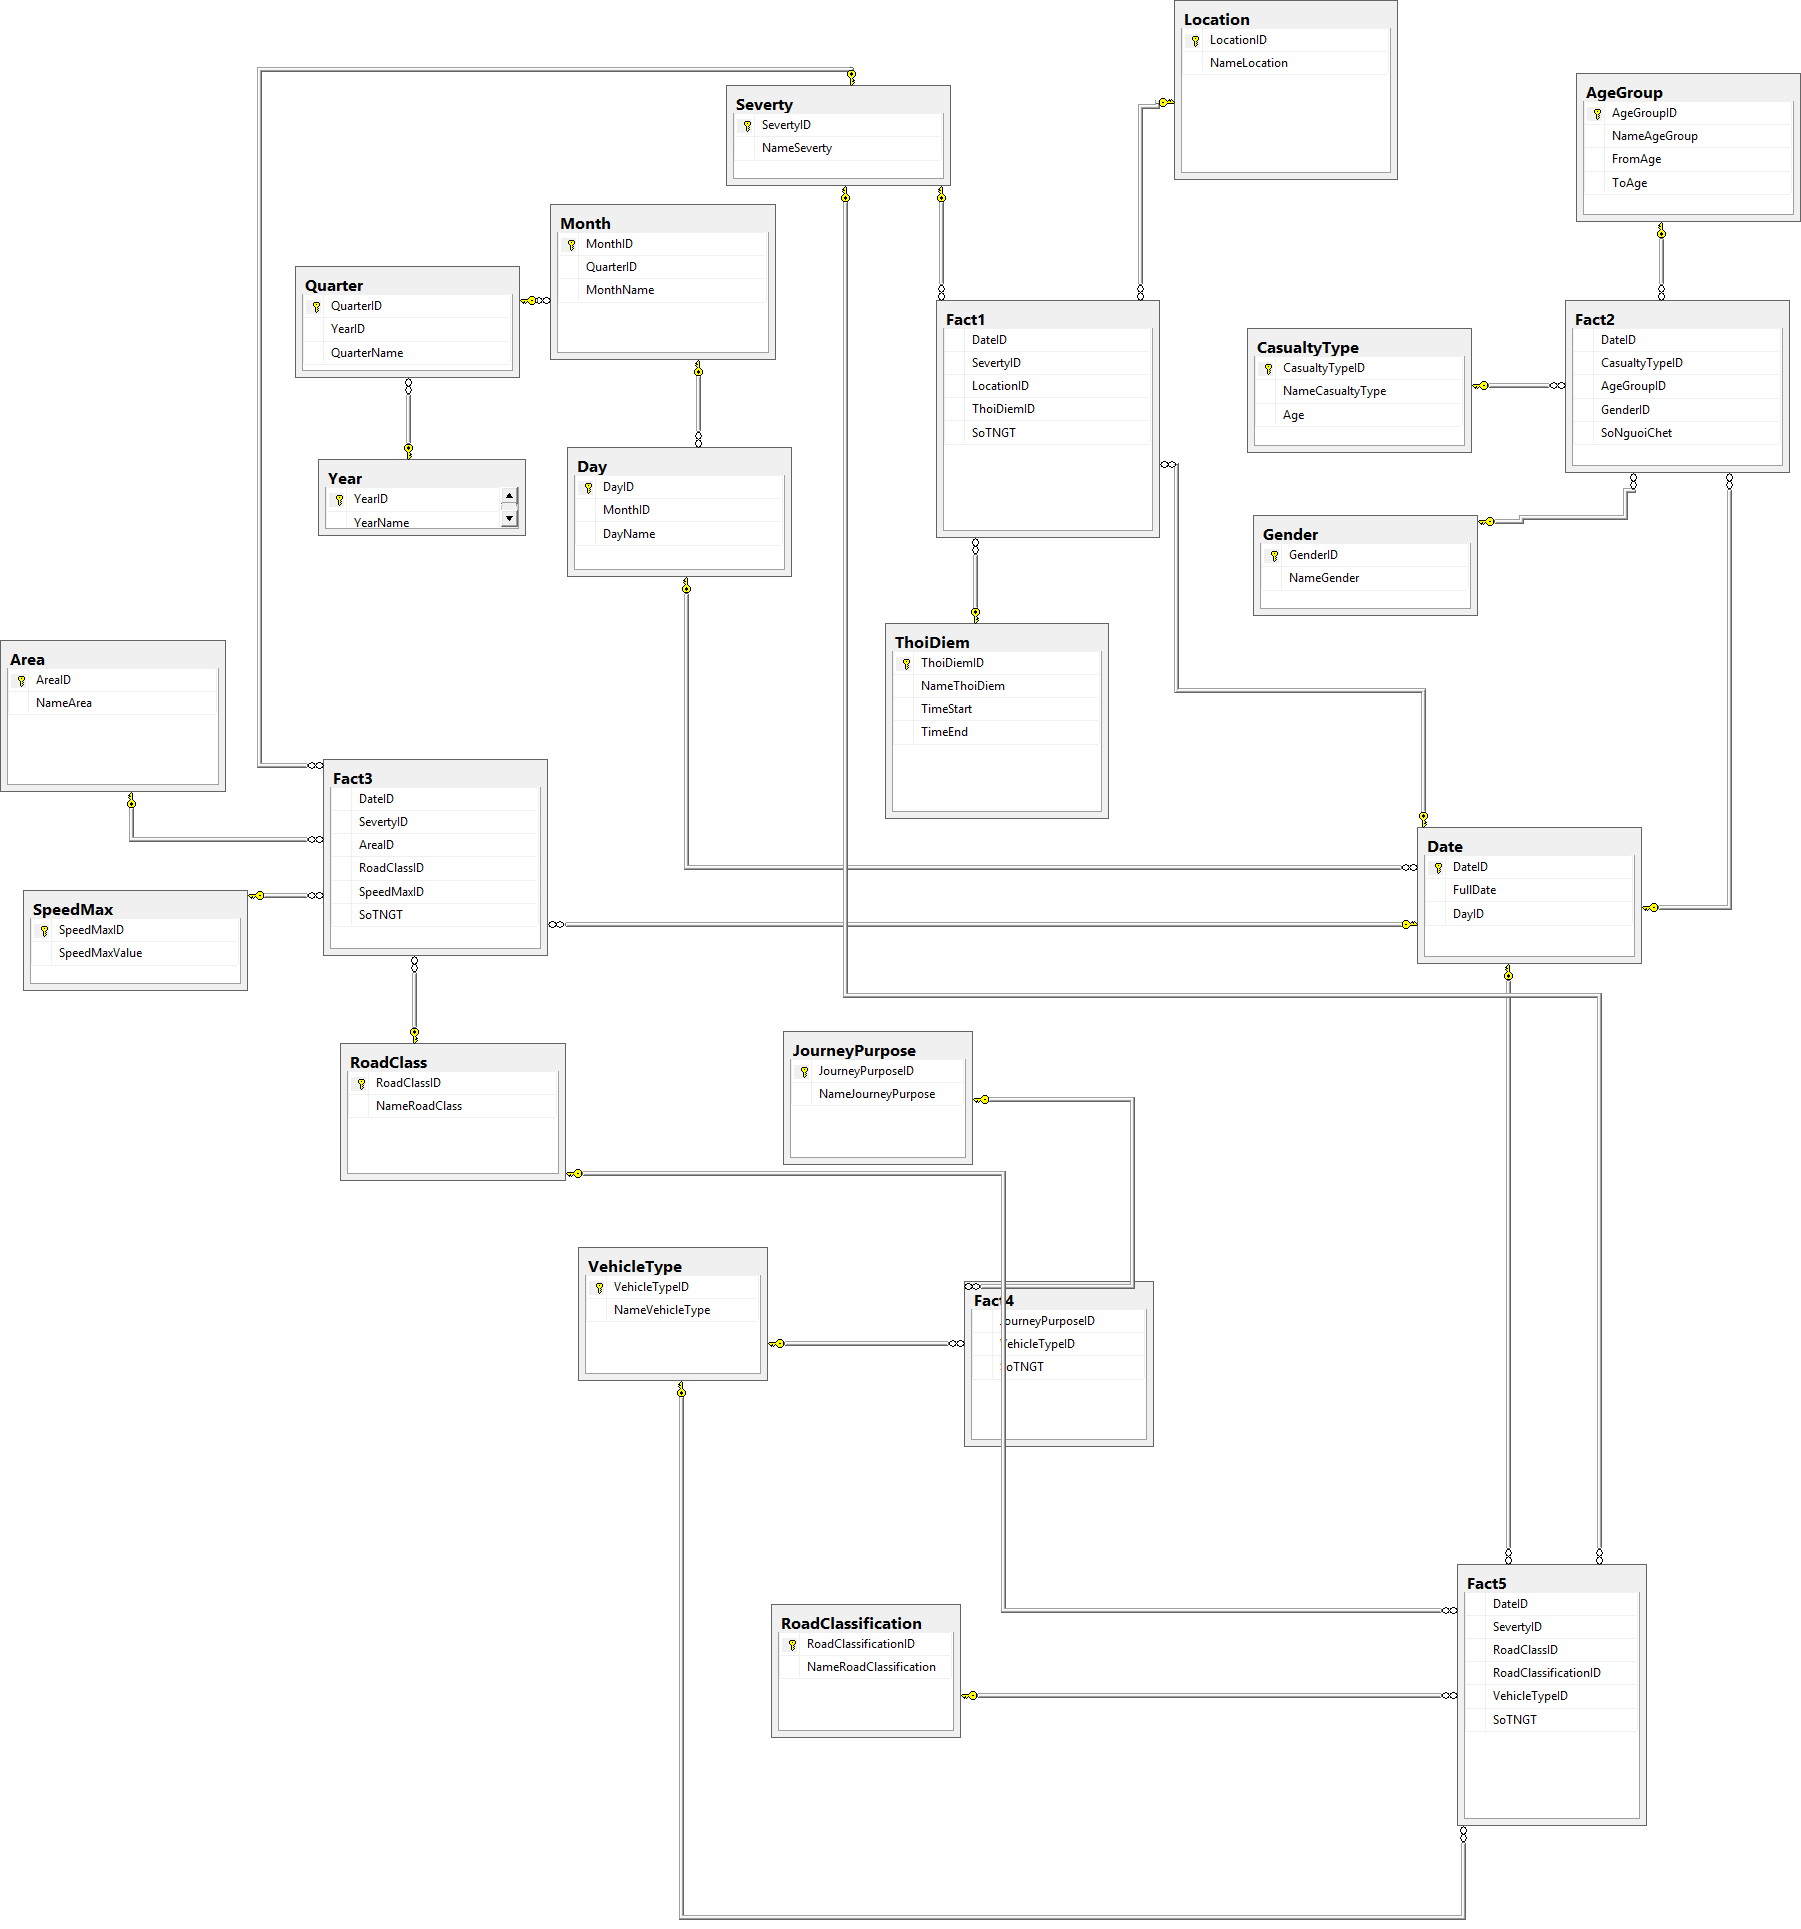 Location
LocationID
NameLocation
Severty
SevertyID
NameSeverty
AgeGroup
AgeGroupID
NameAgeGroup
FromAge
ToAge
Month
MonthID
QuarterID
MonthName
Quarter
QuarterID
YearID
QuarterName
Fact1
DateID
SevertyID
LocationID
ThoiDiemID
SoTNGT
CasualtyType
CasualtyTypeID
NameCasualtyType
Age
Fact2
DateID
CasualtyTypeID
AgeGroupID
GenderID
SoNguoiChet
Year
YearID
YearName
Day
DayID
MonthID
DayName
Gender
GenderID
NameGender
ThoiDiem
ThoiDiemID
NameThoiDiem
TimeStart
TimeEnd
Area
AreaID
NameArea
Fact3
DateID
SevertyID
AreaID
RoadClassID
SpeedMaxID
SoTNGT
Date
DateID
FullDate
DayID
SpeedMax
SpeedMaxID
SpeedMaxValue
RoadClass
RoadClassID
NameRoadClass
JourneyPurpose
JourneyPurposeID
NameJourneyPurpose
VehicleType
VehicleTypeID
NameVehicleType
Fact4
JourneyPurposeID
VehicleTypeID
SoTNGT
RoadClassification
RoadClassificationID
NameRoadClassification
Fact5
DateID
SevertyID
RoadClassID
RoadClassificationID
VehicleTypeID
SoTNGT